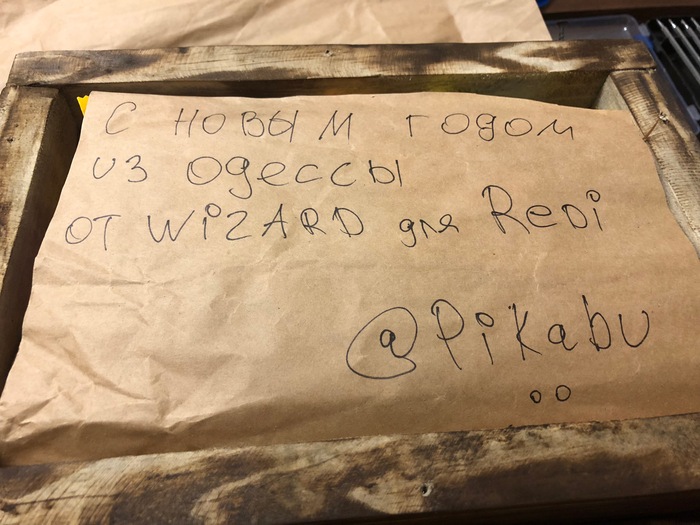 С НОВЫМ годом
из Одессы
от WiZARD для Redi
@Pikabu